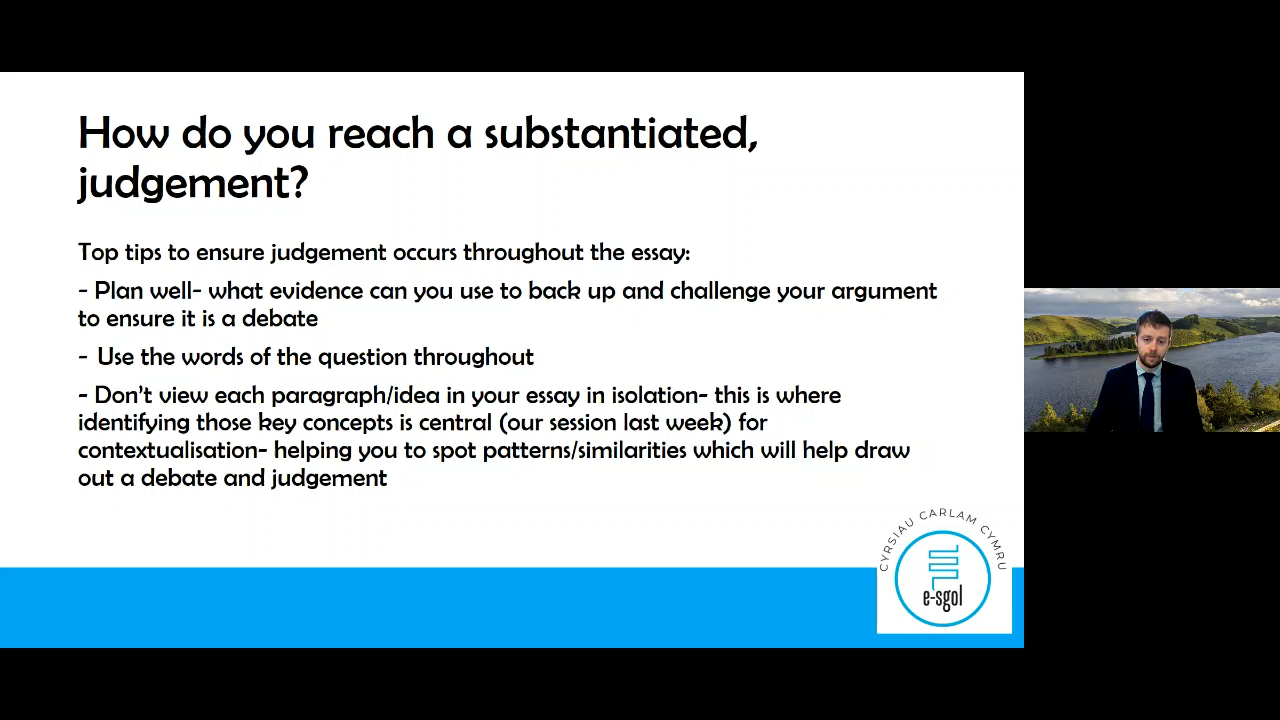 How do you reach a substantiated,
judgement?
Top tips to ensure judgement occurs throughout the essay:
- Plan well- what evidence can you use to back up and challenge your argument
to ensure it is a debate
- Use the words of the question throughout
- Don't view each paragraph/idea in your essay in isolation- this is where
identifying those key concepts is central (our session last week) for
contextualisation- helping you to spot patterns/similarities which will help draw
out a debate and judgement
CYRSIAU CARLAM CYMRU
e-sgol